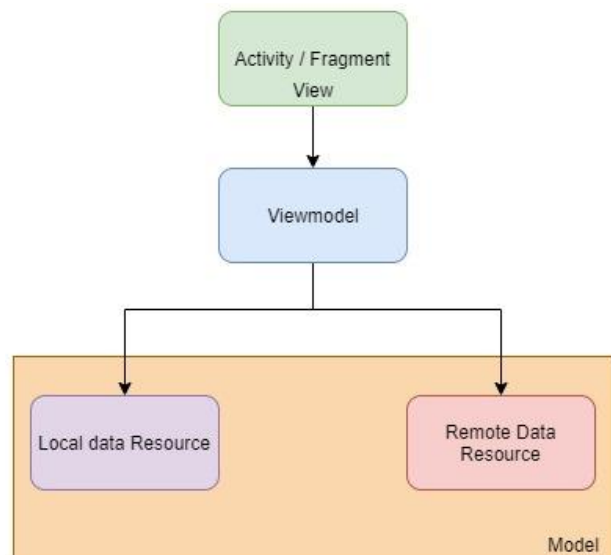 Activity / Fragment
View
Viewmodel
Local data Resource
Remote Data
Resource
Model